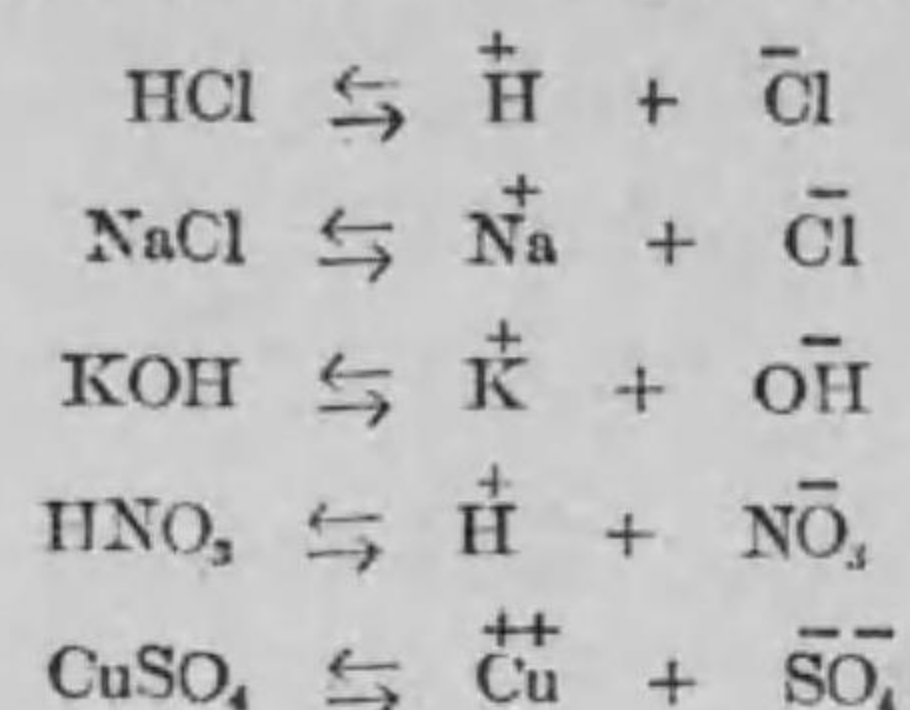 HCl ⇆ H⁺ + Cl⁻
NaCl ⇆ Na⁺ + Cl⁻
KOH ⇆ K⁺ + OH⁻
HNO₃ ⇆ H⁺ + NO₃⁻
CuSO₄ ⇆ Cu⁺⁺ + SO₄⁻⁻